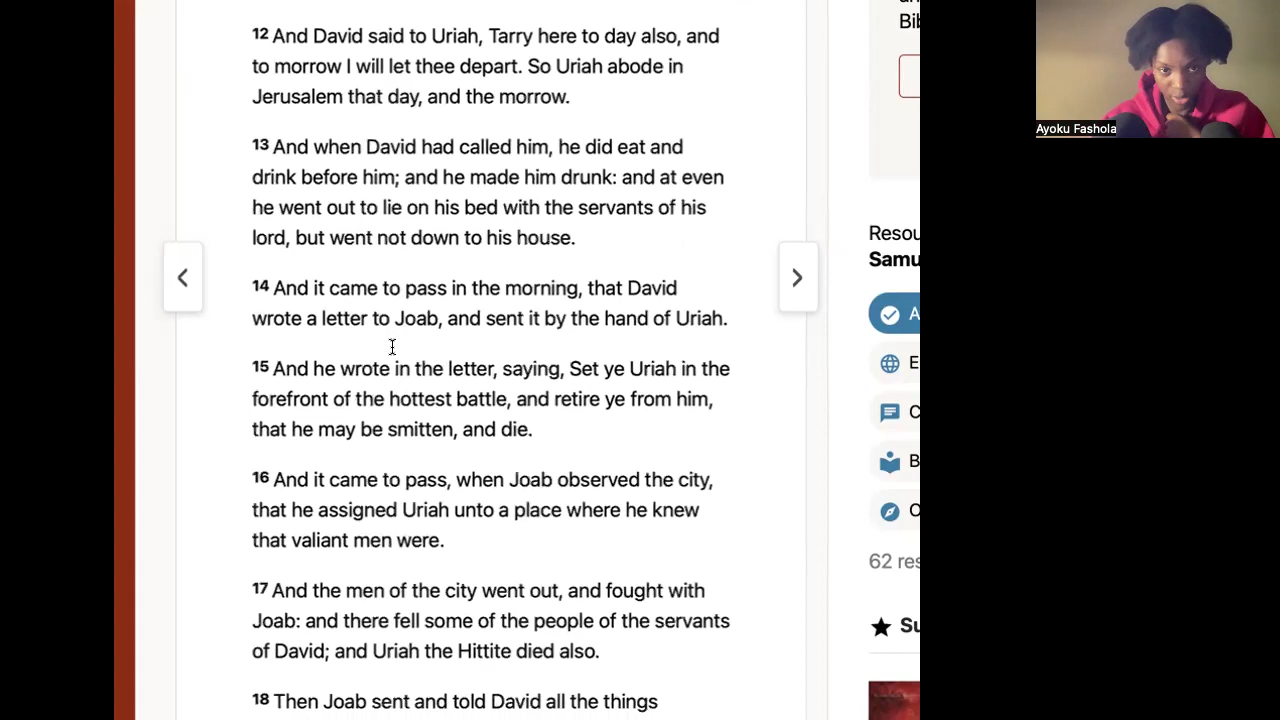 12 And David said to Uriah, Tarry here to day also, and
to morrow I will let thee depart. So Uriah abode in
Jerusalem that day, and the morrow.
13 And when David had called him, he did eat and
drink before him; and he made him drunk: and at even
he went out to lie on his bed with the servants of his
lord, but went not down to his house.
14 And it came to pass in the morning, that David
wrote a letter to Joab, and sent it by the hand of Uriah.
15 And he wrote in the letter, saying, Set ye Uriah in the
forefront of the hottest battle, and retire ye from him,
that he may be smitten, and die.
16 And it came to pass, when Joab observed the city,
that he assigned Uriah unto a place where he knew
that valiant men were.
17 And the men of the city went out, and fought with
Joab: and there fell some of the people of the servants
of David; and Uriah the Hittite died also.
18 Then Joab sent and told David all the things
Bib
Resou
Samu
A
E
C
B
O
62 res
Su
Ayoku Fashola